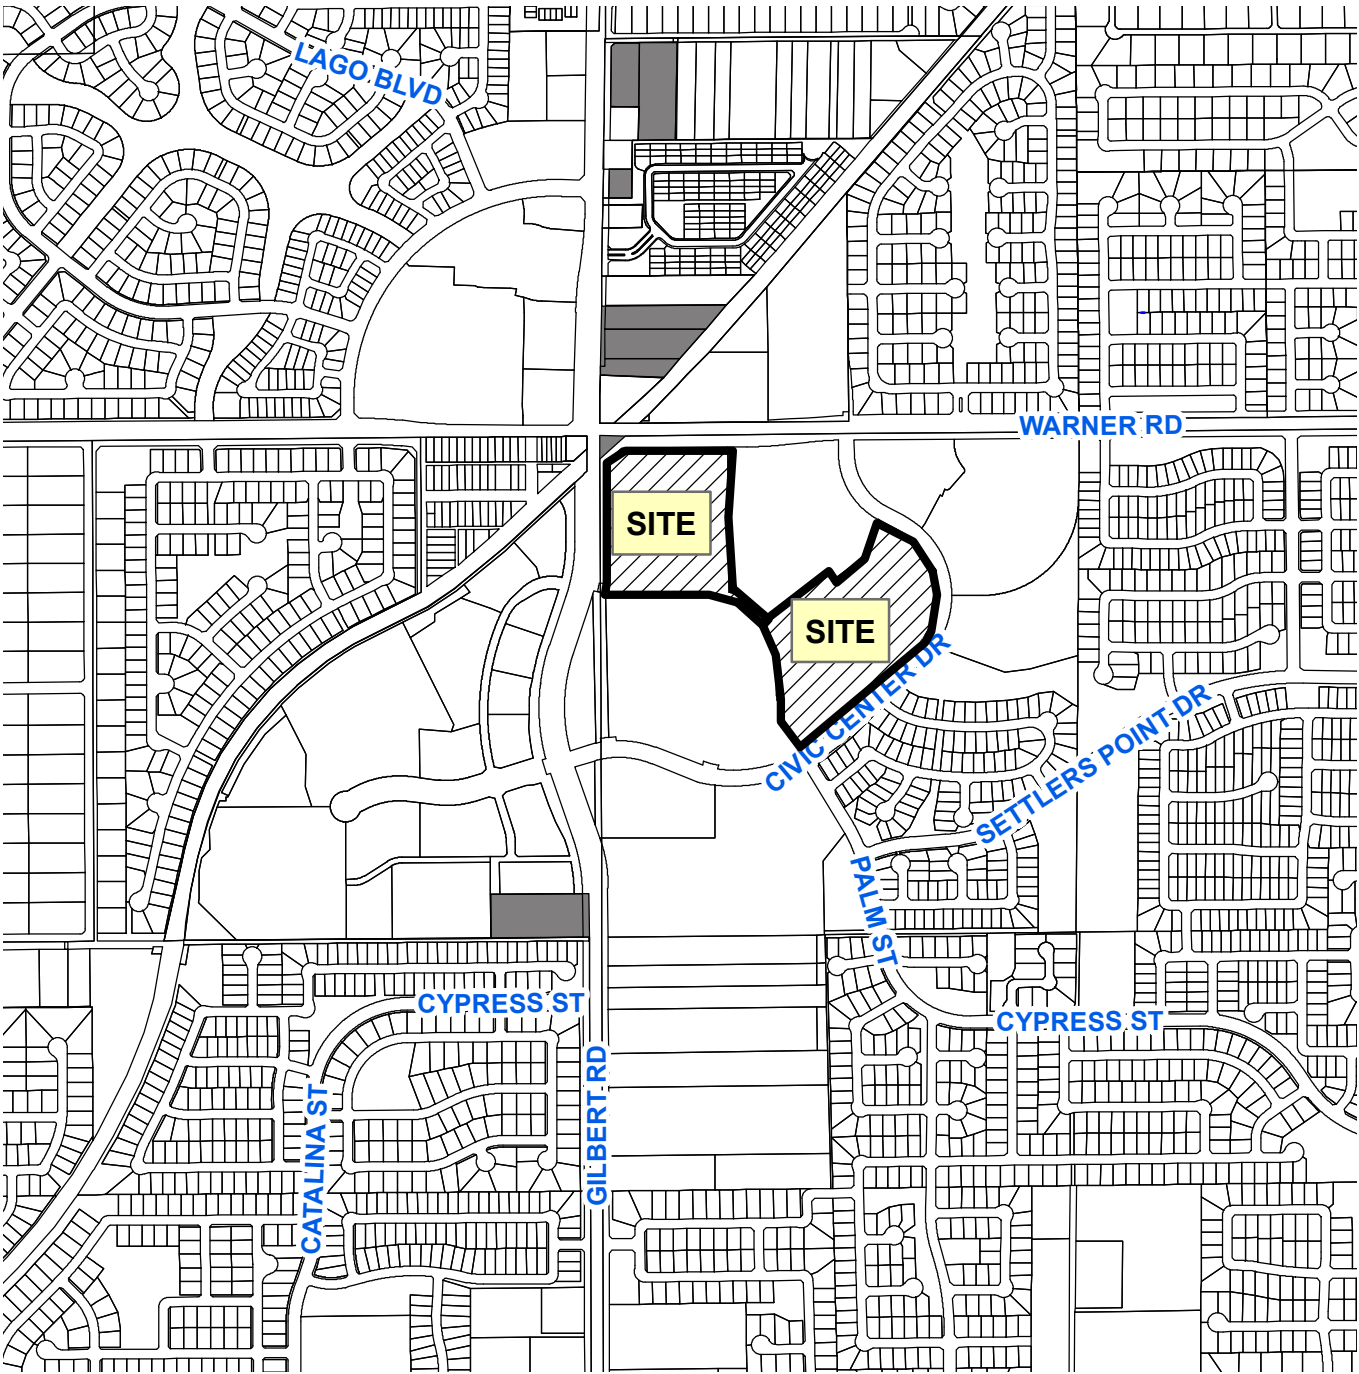 LAGO BLVD
WARNER RD
SITE
SITE
CIVIC CENTER DR
SETTLERS POINT DR
PALM ST
CYPRESS ST
CYPRESS ST
GILBERT RD
CATALINA ST